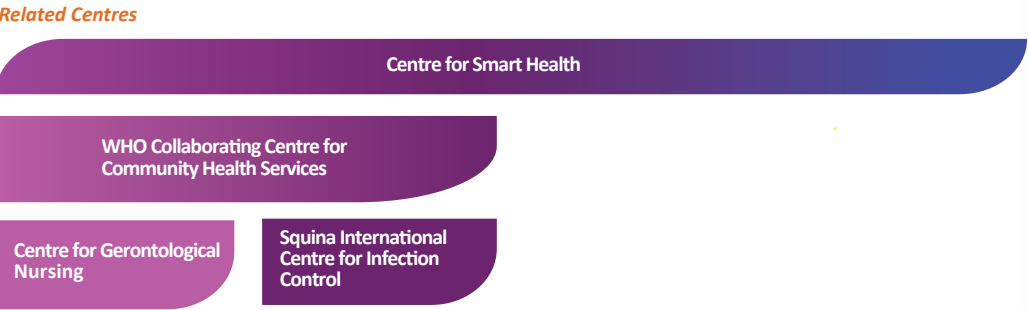 Related Centres
Centre for Smart Health
WHO Collaborating Centre for
Community Health Services
Centre for Gerontological
Nursing
Squina International
Centre for Infection
Control